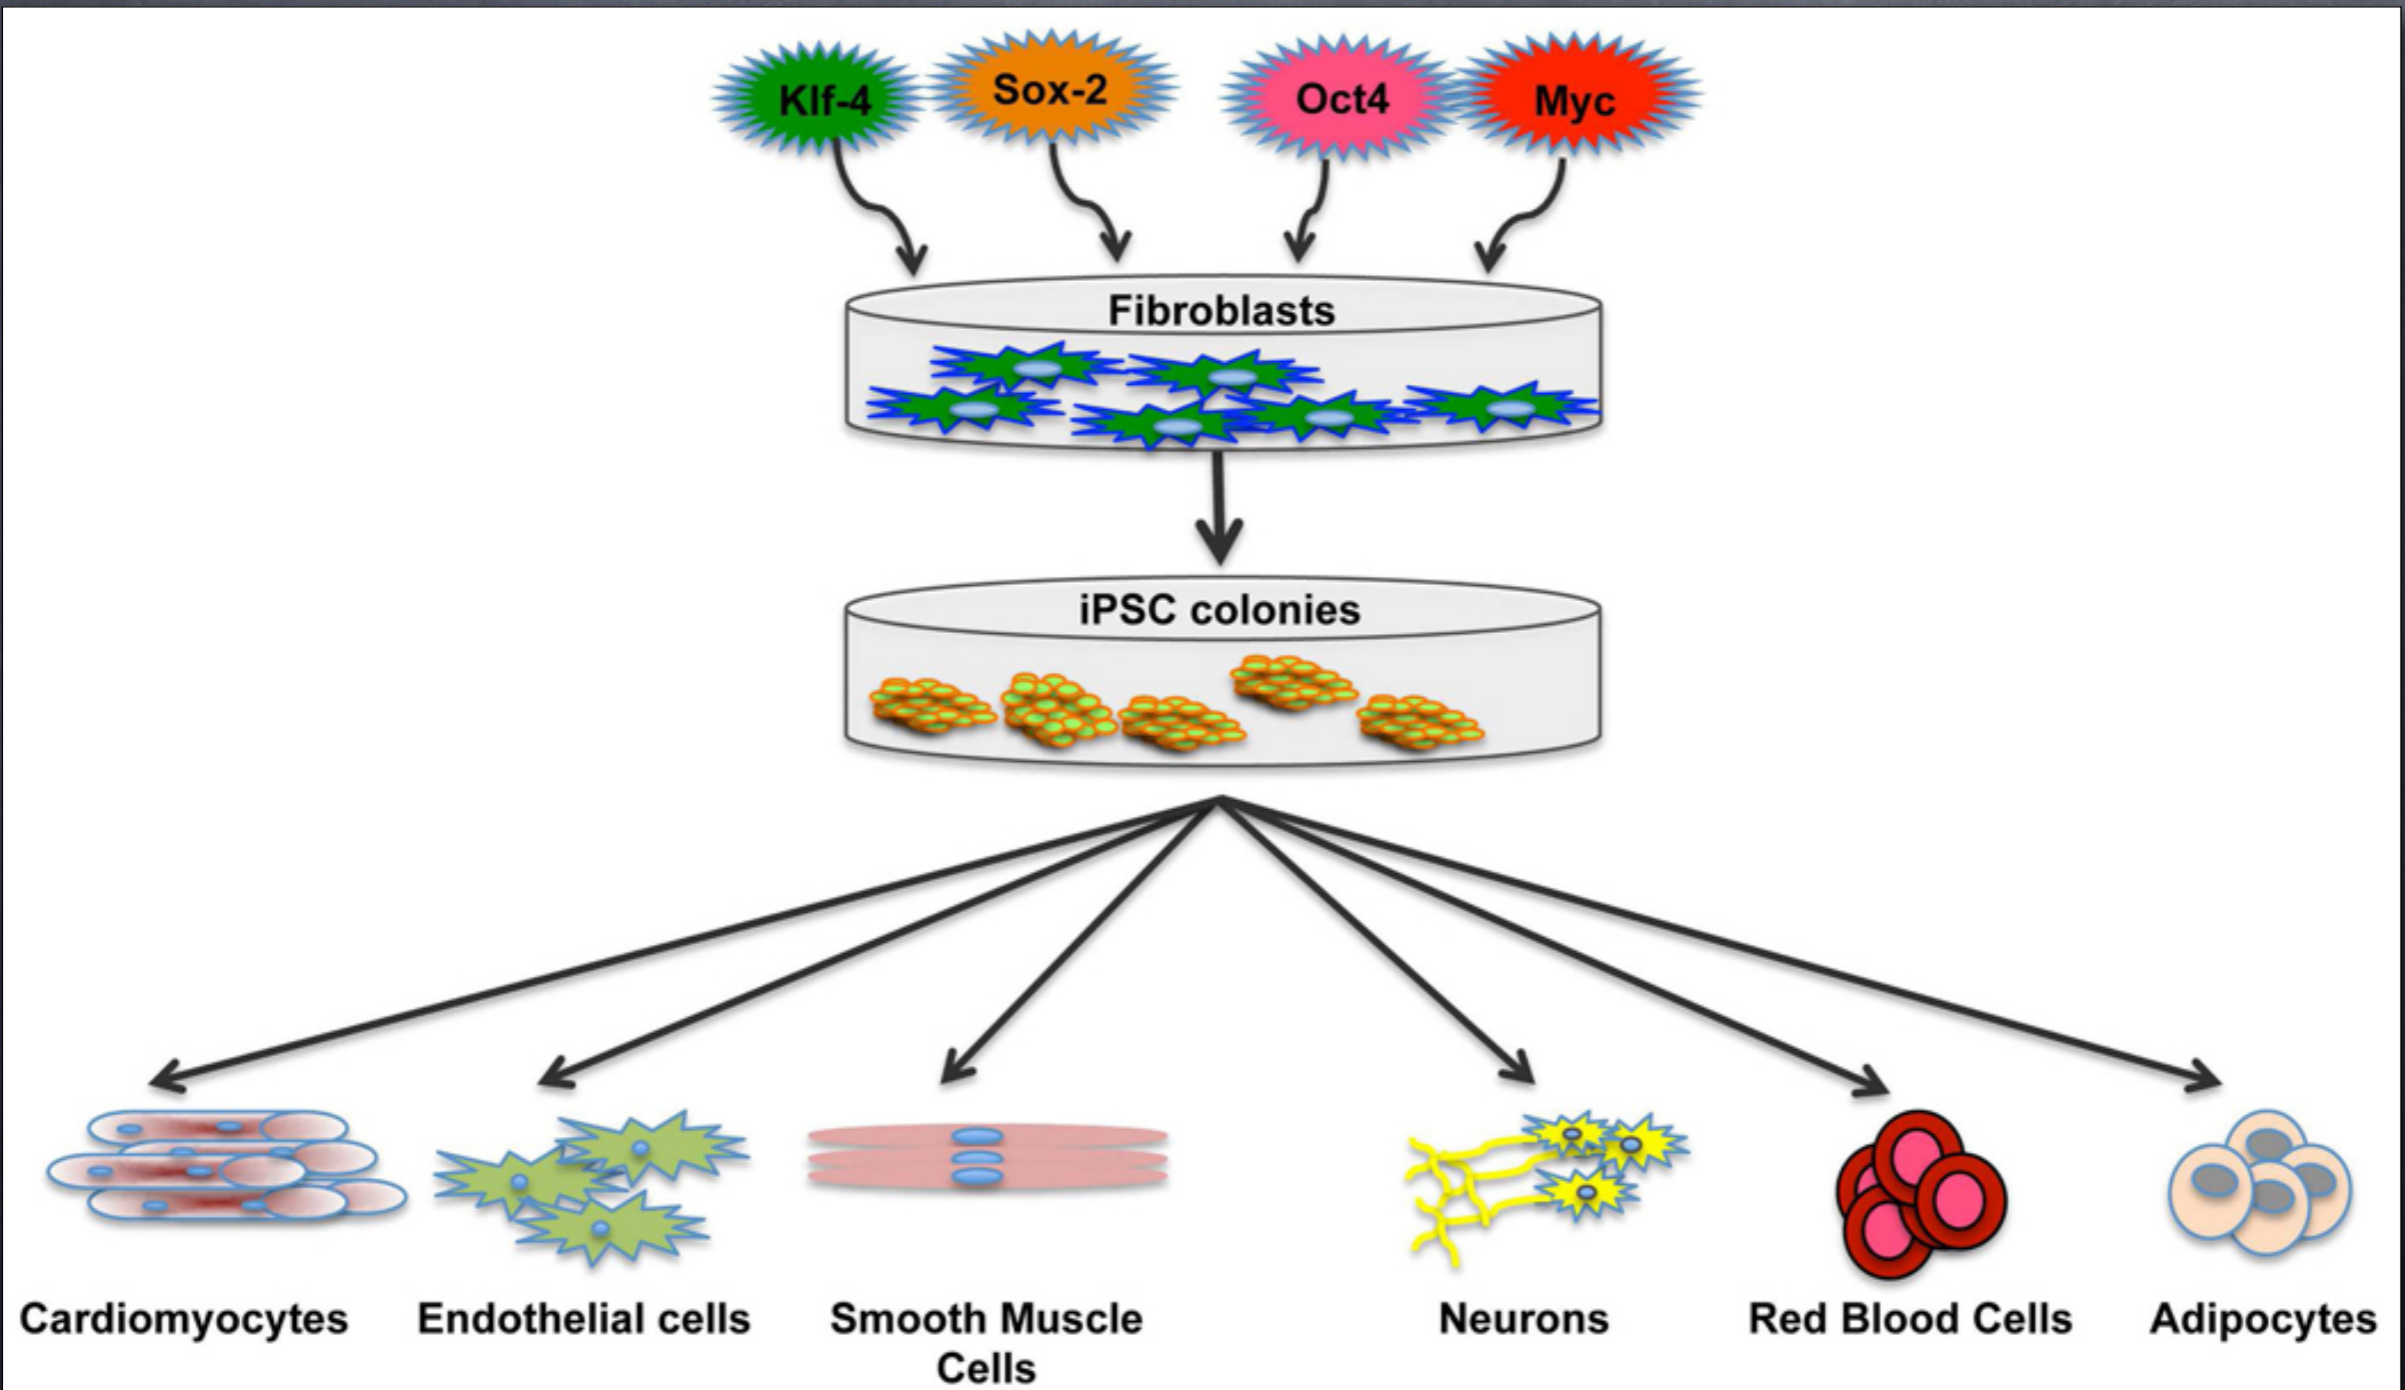 Klf-4
Sox-2
Oct4
Myc
Fibroblasts
iPSC colonies
Cardiomyocytes
Endothelial cells
Smooth Muscle
Cells
Neurons
Red Blood Cells
Adipocytes